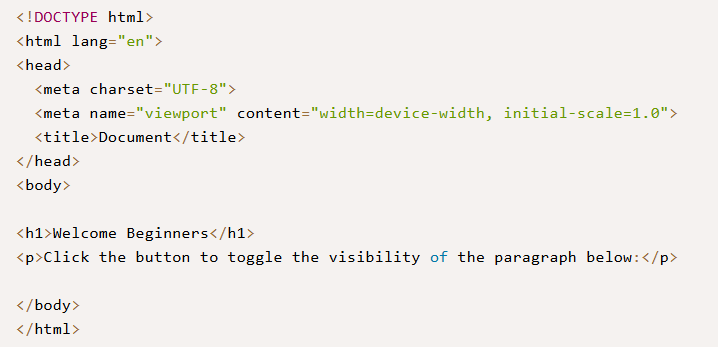 <!DOCTYPE html>
<html lang="en">
<head>
  <meta charset="UTF-8">
  <meta name="viewport" content="width=device-width, initial-scale=1.0">
  <title>Document</title>
</head>
<body>

<h1>Welcome Beginners</h1>
<p>Click the button to toggle the visibility of the paragraph below:</p>

</body>
</html>